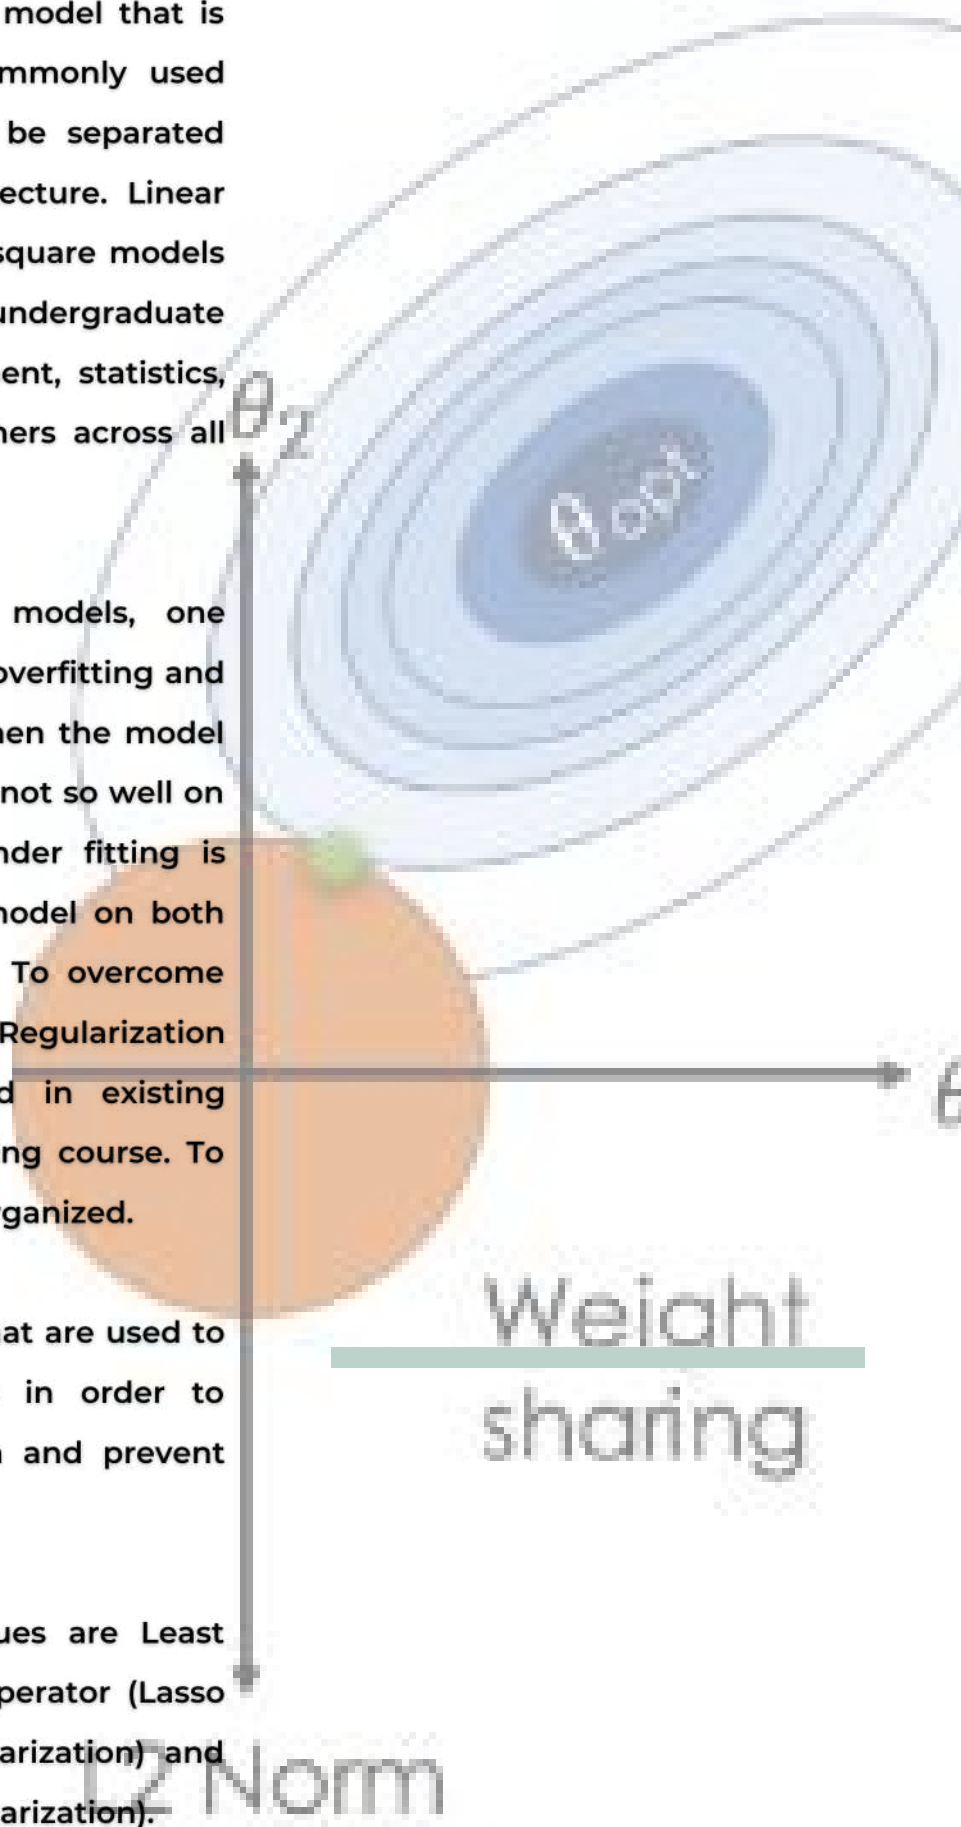 model that is
mmonly used
be separated
ecture. Linear
square models
undergraduate
ent, statistics,
ners across all
θ2
θopt
models, one
overfitting and
hen the model
not so well on
nder fitting is
model on both
To overcome
Regularization
d in existing
ng course. To
rganized.
θ
Weight
sharing
hat are used to
in order to
and prevent
ues are Least
perator (Lasso
arization) and
arization).
L2 Norm